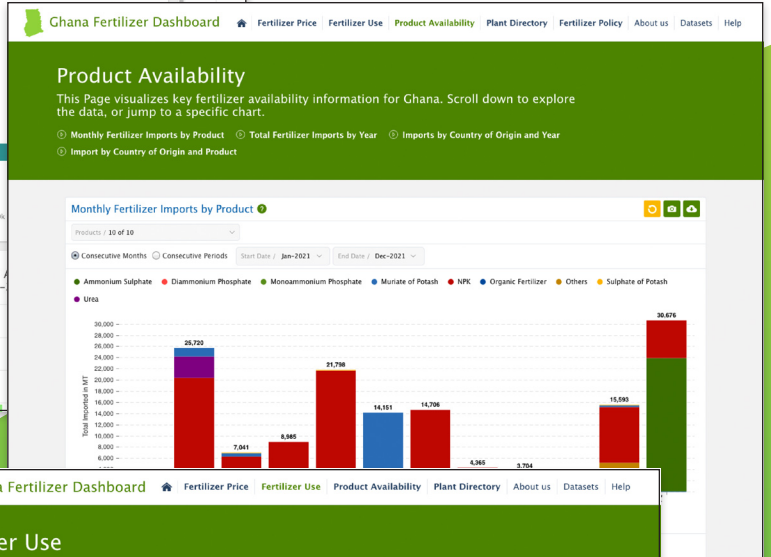 Ghana Fertilizer Dashboard Fertilizer Price Fertilizer Use Product Availability Plant Directory Fertilizer Policy About us Datasets Help
Product Availability
This Page visualizes key fertilizer availability information for Ghana. Scroll down to explore
the data, or jump to a specific chart.
Monthly Fertilizer Imports by Product Total Fertilizer Imports by Year Imports by Country of Origin and Year
Import by Country of Origin and Product
Monthly Fertilizer Imports by Product ?
Products / 10 of 10
Consecutive Months Consecutive Periods Start Date / Jan-2021 End Date / Dec-2021
Ammonium Sulphate Diammonium Phosphate Monoammonium Phosphate Muriate of Potash NPK Organic Fertilizer Others Sulphate of Potash
Urea
Total Imported in MT
30,000
28,000
26,000
24,000
22,000
20,000
18,000
16,000
14,000
12,000
10,000
8,000
6,000
25,720
7,041
8,985
21,798
14,151
14,706
4,365
3,704
15,593
30,676
a Fertilizer Dashboard Fertilizer Price Fertilizer Use Product Availability Plant Directory About us Datasets Help
er Use